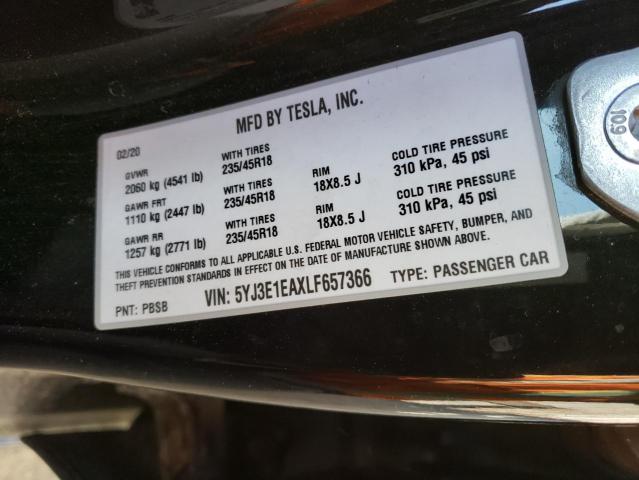 MFD BY TESLA, INC.
02/20
GVWR WITH TIRES RIM COLD TIRE PRESSURE
2060 kg (4541 lb) 235/45R18 18X8.5 J 310 kPa, 45 psi
GAWR FRT WITH TIRES RIM COLD TIRE PRESSURE
1110 kg (2447 lb) 235/45R18 18X8.5 J 310 kPa, 45 psi
GAWR RR WITH TIRES
1257 kg (2771 lb) 235/45R18
THIS VEHICLE CONFORMS TO ALL APPLICABLE U.S. FEDERAL MOTOR VEHICLE SAFETY, BUMPER, AND
THEFT PREVENTION STANDARDS IN EFFECT ON THE DATE OF MANUFACTURE SHOWN ABOVE.
PNT: PBSB VIN: 5YJ3E1EAXLF657366 TYPE: PASSENGER CAR
10.9